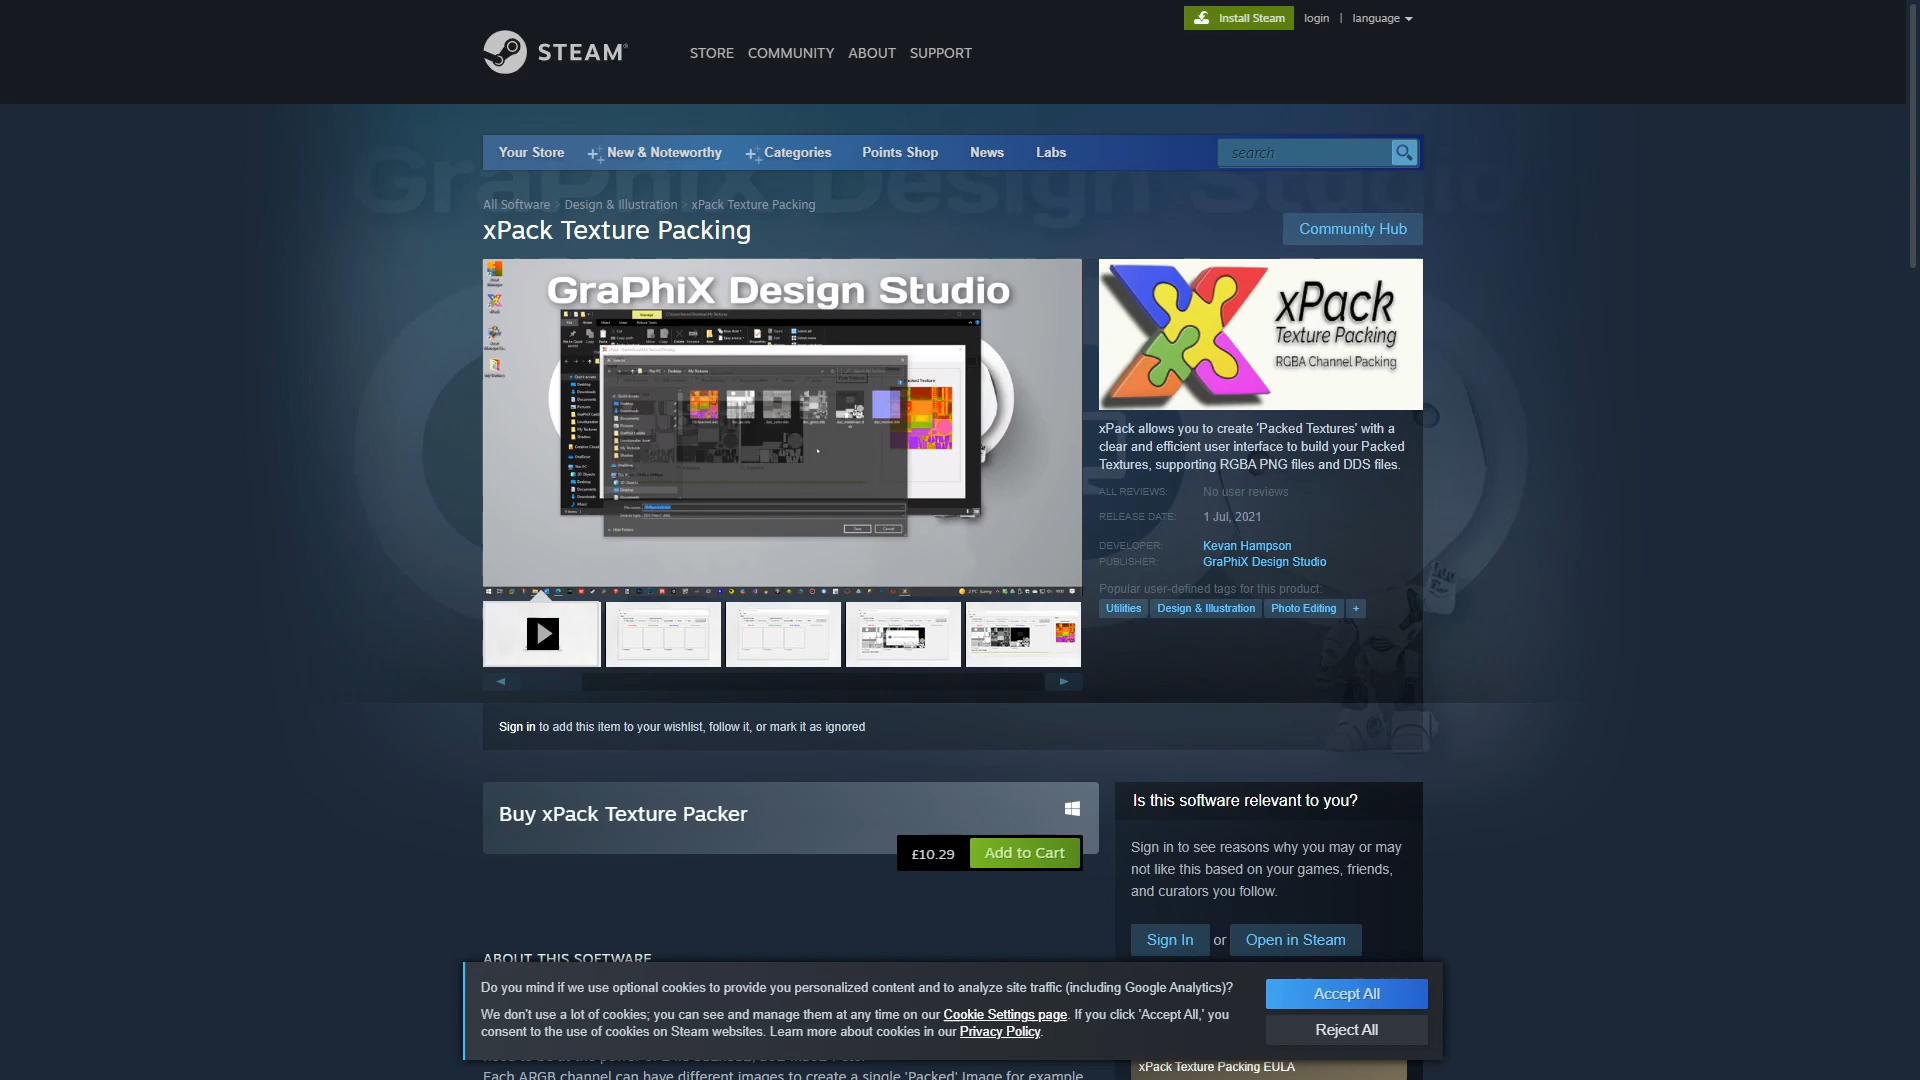 Install Steam login | language
STEAM
STORE COMMUNITY ABOUT SUPPORT
Your Store New & Noteworthy Categories Points Shop News Labs search
GraPhiX Design Studio
All Software > Design & Illustration > xPack Texture Packing
xPack Texture Packing
Community Hub
GraPhiX Design Studio
xPack
Texture Packing
RGBA Channel Packing
xPack allows you to create 'Packed Textures' with a
clear and efficient user interface to build your Packed
Textures, supporting RGBA PNG files and DDS files.
ALL REVIEWS: No user reviews
RELEASE DATE: 1 Jul, 2021
DEVELOPER: Kevan Hampson
PUBLISHER: GraPhiX Design Studio
Popular user-defined tags for this product:
Utilities Design & Illustration Photo Editing +
Sign in to add this item to your wishlist, follow it, or mark it as ignored
Buy xPack Texture Packer
£10.29 Add to Cart
Is this software relevant to you?
Sign in to see reasons why you may or may
not like this based on your games, friends,
and curators you follow.
Sign In or Open in Steam
ABOUT THIS SOFTWARE
Do you mind if we use optional cookies to provide you personalized content and to analyze site traffic (including Google Analytics)?
We don't use a lot of cookies; you can see and manage them at any time on our Cookie Settings page. If you click 'Accept All,' you
consent to the use of cookies on Steam websites. Learn more about cookies in our Privacy Policy.
Accept All
Reject All
xPack Texture Packing EULA
Each ARGB channel can have different images to create a single 'Packed' Image for example